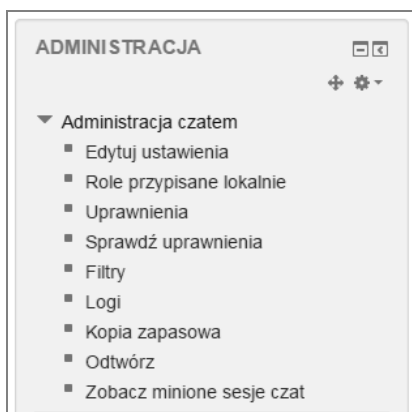 ADMINISTRACJA
Administracja czatem
Edytuj ustawienia
Role przypisane lokalnie
Uprawnienia
Sprawdź uprawnienia
Filtry
Logi
Kopia zapasowa
Odtwórz
Zobacz minione sesje czat